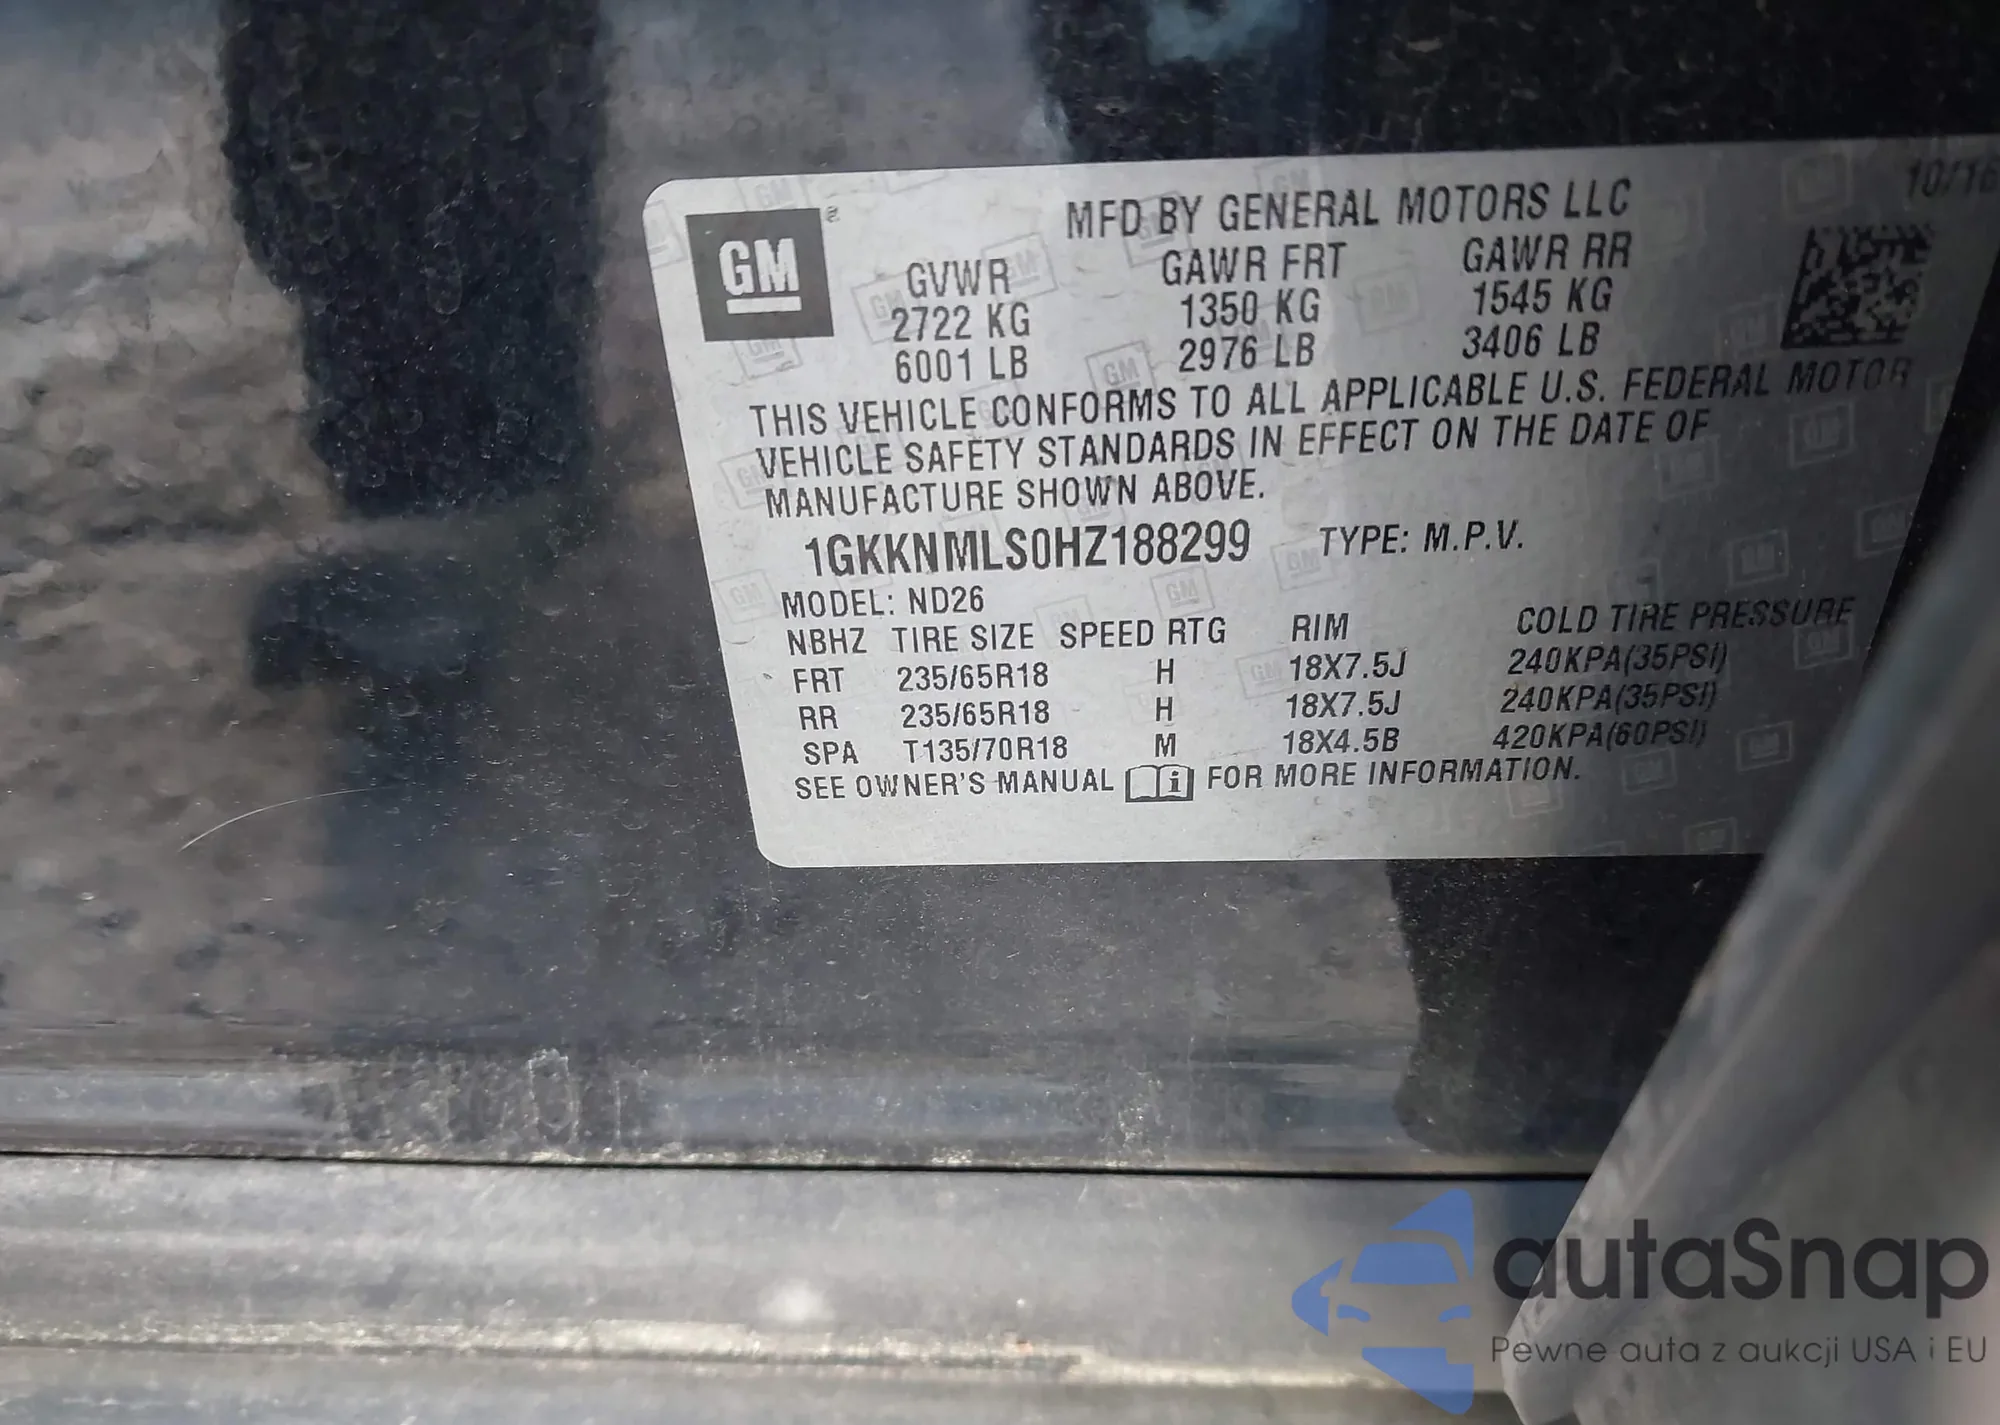 10/16
MFD BY GENERAL MOTORS LLC
GM
GVWR GAWR FRT GAWR RR
2722 KG 1350 KG 1545 KG
6001 LB 2976 LB 3406 LB
THIS VEHICLE CONFORMS TO ALL APPLICABLE U.S. FEDERAL MOTOR
VEHICLE SAFETY STANDARDS IN EFFECT ON THE DATE OF
MANUFACTURE SHOWN ABOVE.
1GKKNMLS0HZ188299 TYPE: M.P.V.
MODEL: ND26
NBHZ TIRE SIZE SPEED RTG RIM COLD TIRE PRESSURE
FRT 235/65R18 H 18X7.5J 240KPA(35PSI)
RR 235/65R18 H 18X7.5J 240KPA(35PSI)
SPA T135/70R18 M 18X4.5B 420KPA(60PSI)
SEE OWNER'S MANUAL i FOR MORE INFORMATION.
autaSnap
Pewne auta z aukcji USA i EU